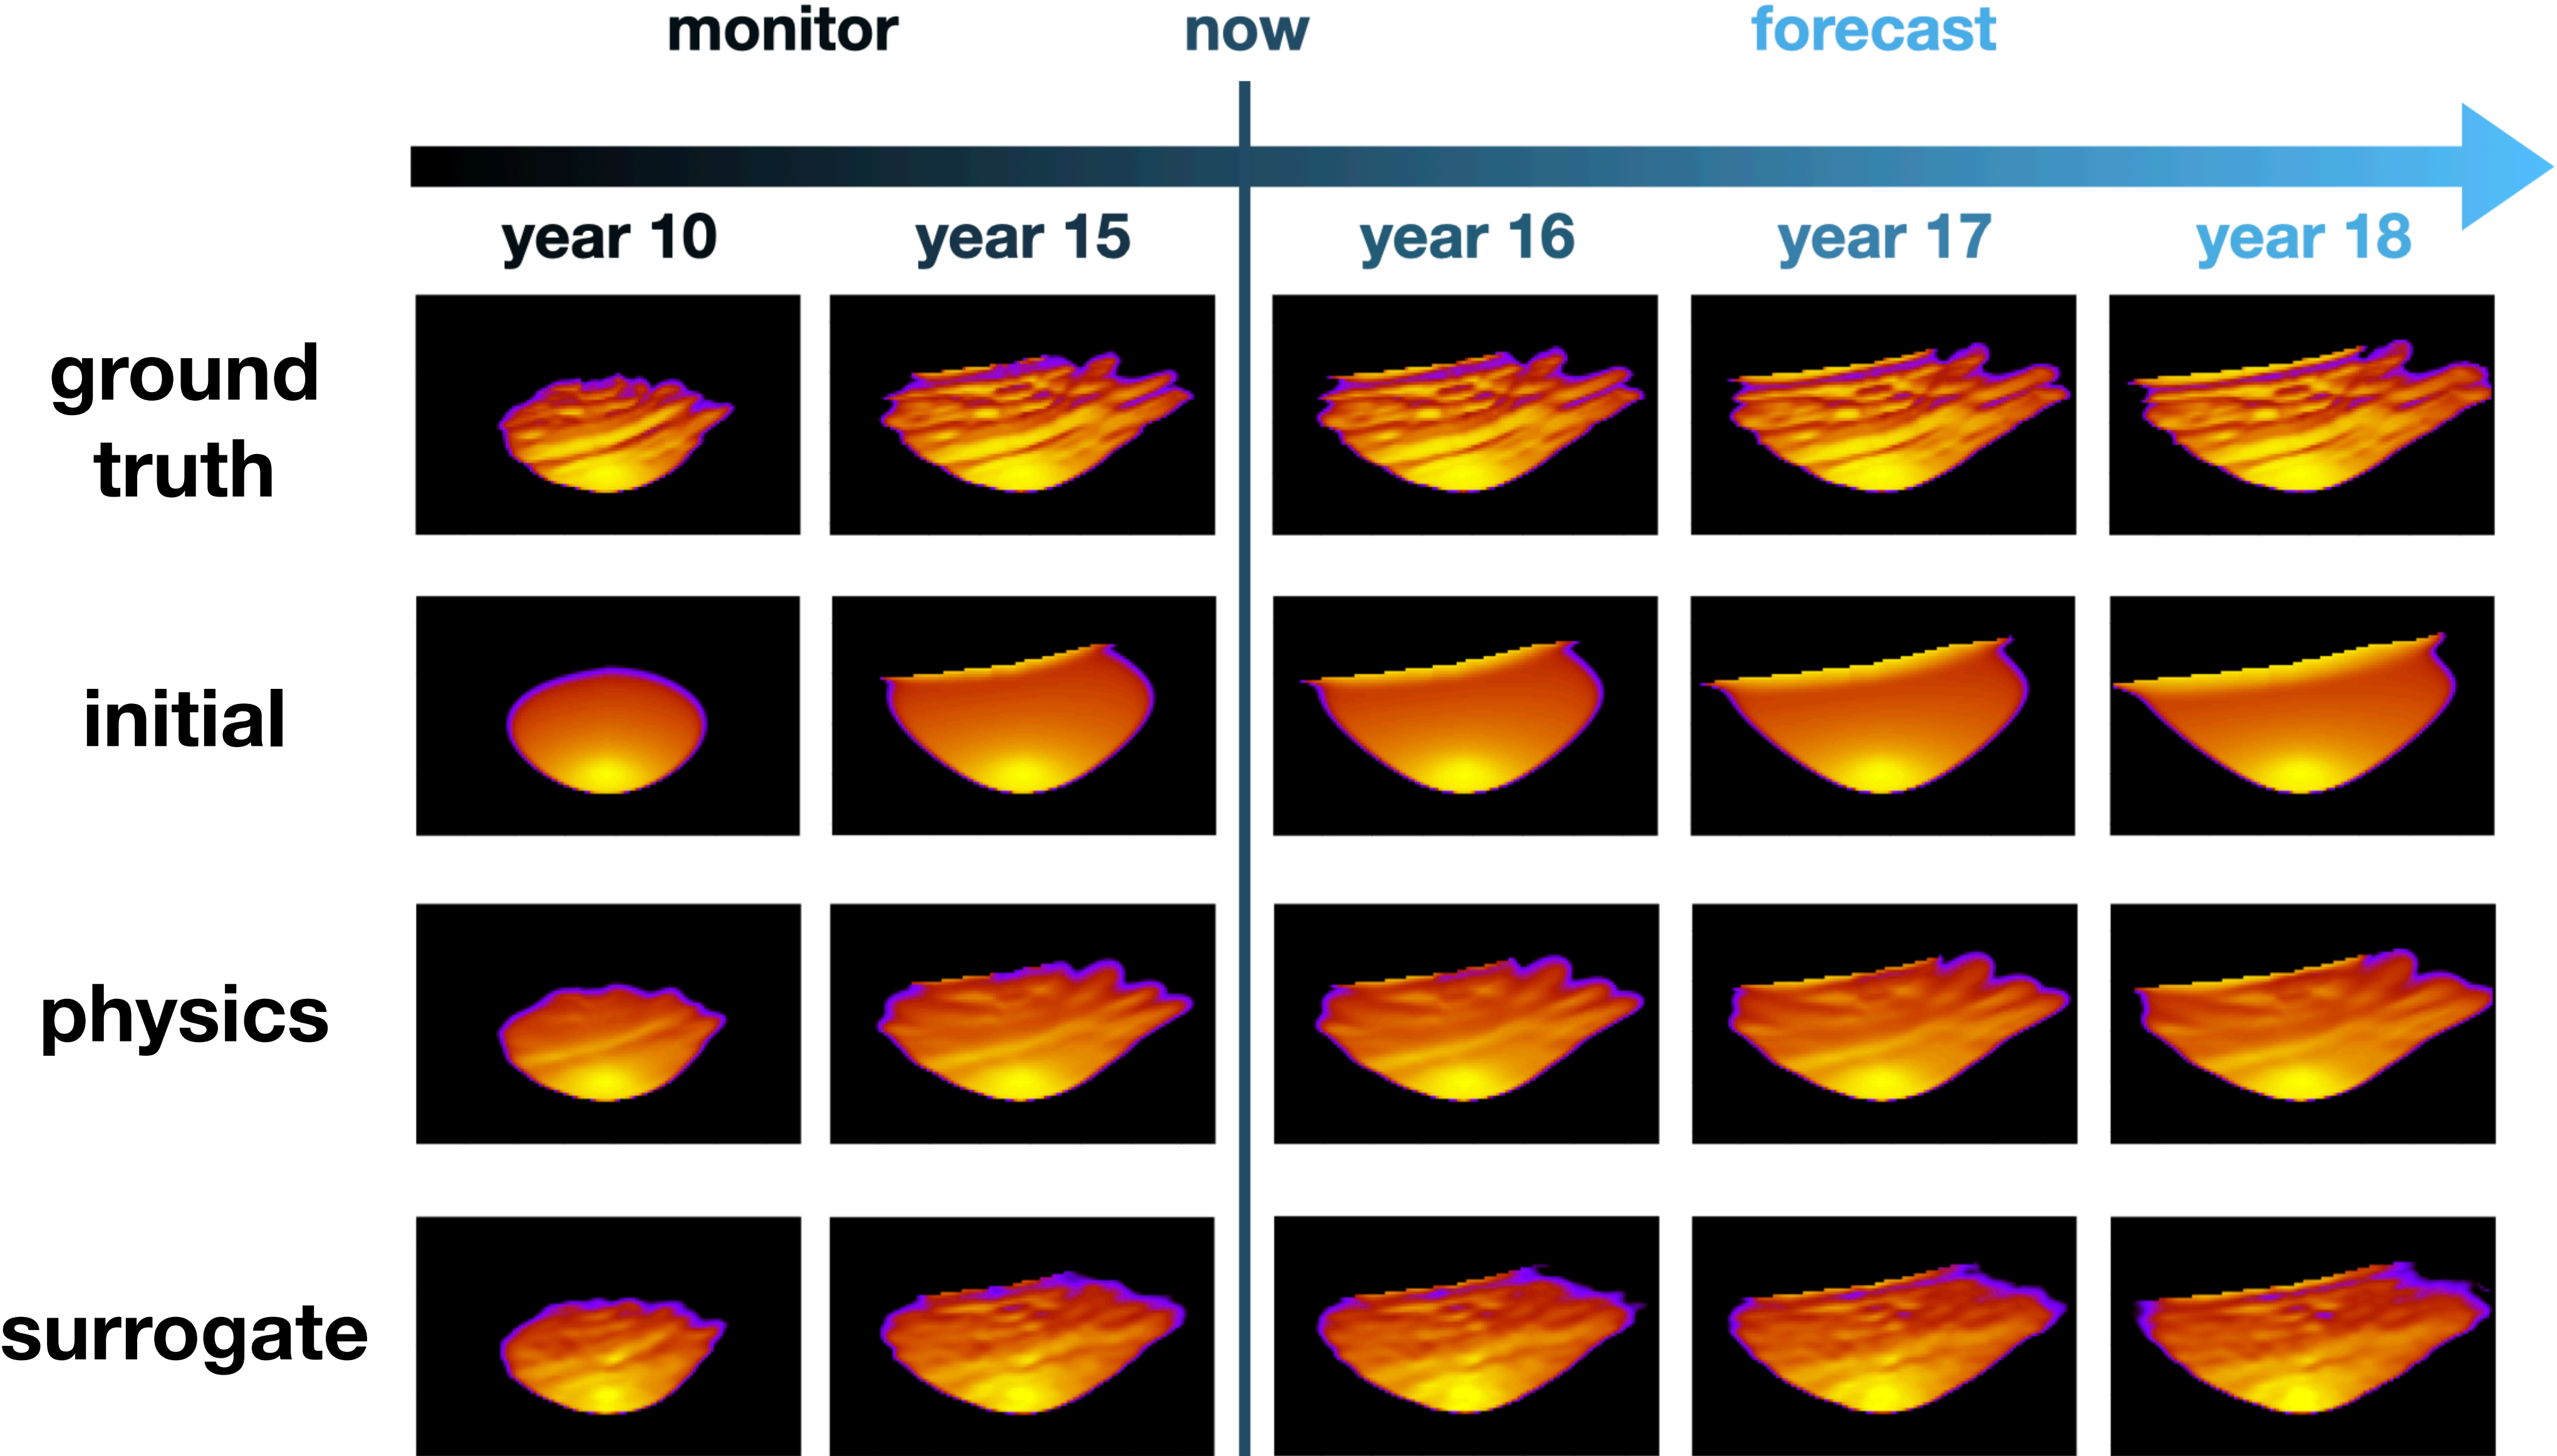 monitor now forecast
year 10 year 15 year 16 year 17 year 18
ground
truth
initial
physics
surrogate